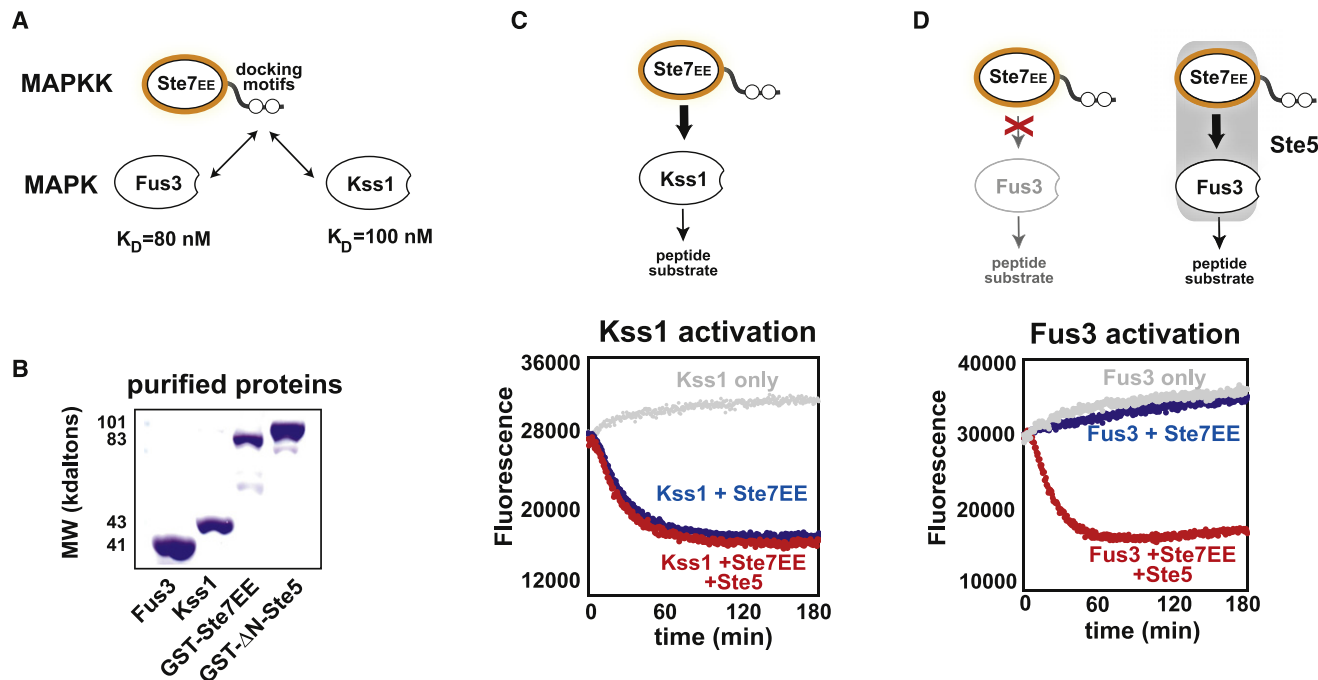 A
MAPKK
Ste7EE
docking
motifs
MAPK
Fus3
Kss1
KD=80 nM
KD=100 nM
B
purified proteins
MW (kdaltons)
101
83
43
41
Fus3
Kss1
GST-Ste7EE
GST-ΔN-Ste5
C
Ste7EE
Kss1
peptide
substrate
Kss1 activation
Fluorescence
36000
28000
20000
12000
Kss1 only
Kss1 + Ste7EE
Kss1 +Ste7EE
+Ste5
0
60
120
180
time (min)
D
Ste7EE
Fus3
peptide
substrate
Ste7EE
Ste5
Fus3
peptide
substrate
Fus3 activation
Fluorescence
40000
30000
20000
10000
Fus3 only
Fus3 + Ste7EE
Fus3 +Ste7EE
+Ste5
0
60
120
180
time (min)